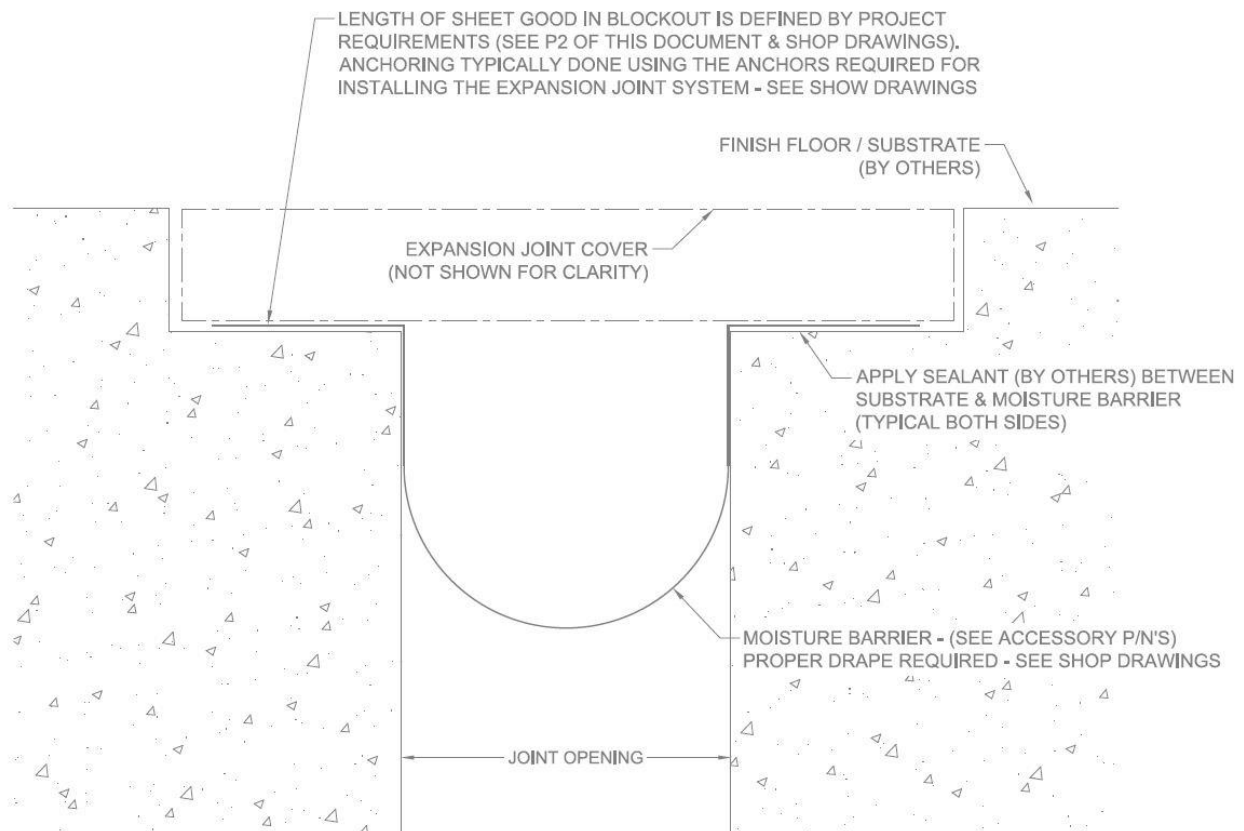 LENGTH OF SHEET GOOD IN BLOCKOUT IS DEFINED BY PROJECT
REQUIREMENTS (SEE P2 OF THIS DOCUMENT & SHOP DRAWINGS).
ANCHORING TYPICALLY DONE USING THE ANCHORS REQUIRED FOR
INSTALLING THE EXPANSION JOINT SYSTEM - SEE SHOW DRAWINGS
FINISH FLOOR / SUBSTRATE
(BY OTHERS)
EXPANSION JOINT COVER
(NOT SHOWN FOR CLARITY)
APPLY SEALANT (BY OTHERS) BETWEEN
SUBSTRATE & MOISTURE BARRIER
(TYPICAL BOTH SIDES)
MOISTURE BARRIER - (SEE ACCESSORY P/N'S)
PROPER DRAPE REQUIRED - SEE SHOP DRAWINGS
JOINT OPENING